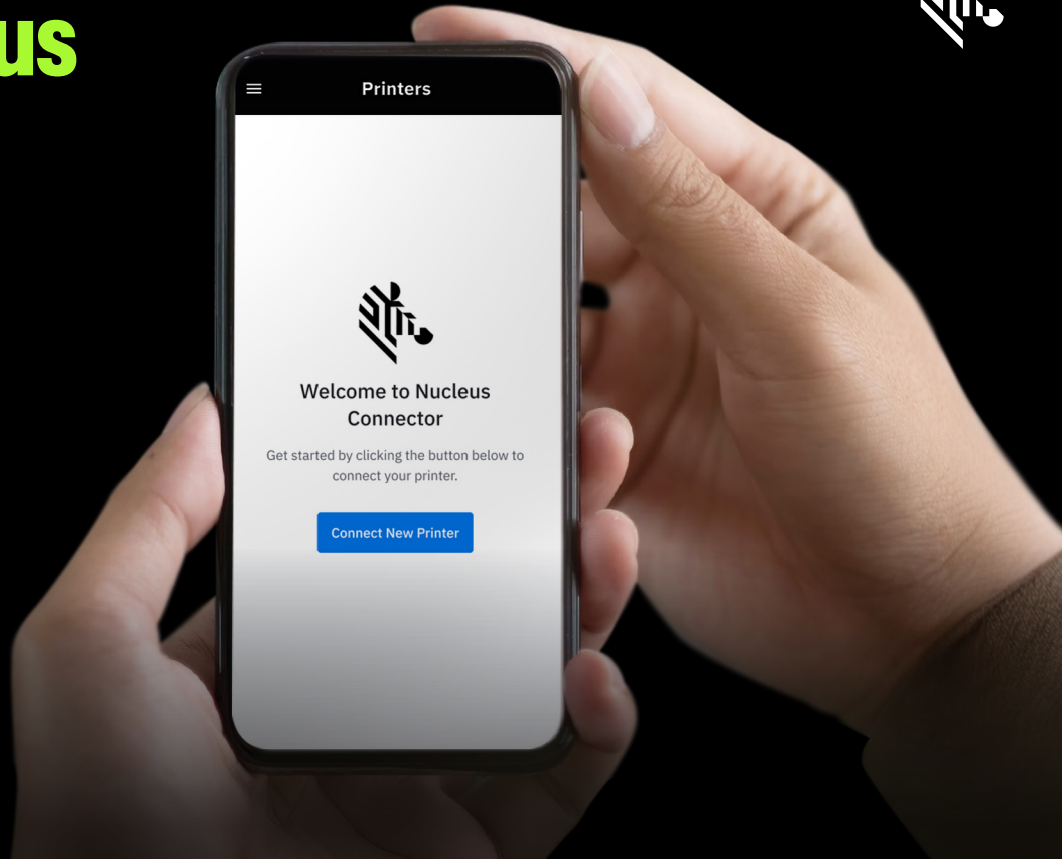 us
Printers
Welcome to Nucleus
Connector
Get started by clicking the button below to
connect your printer.
Connect New Printer